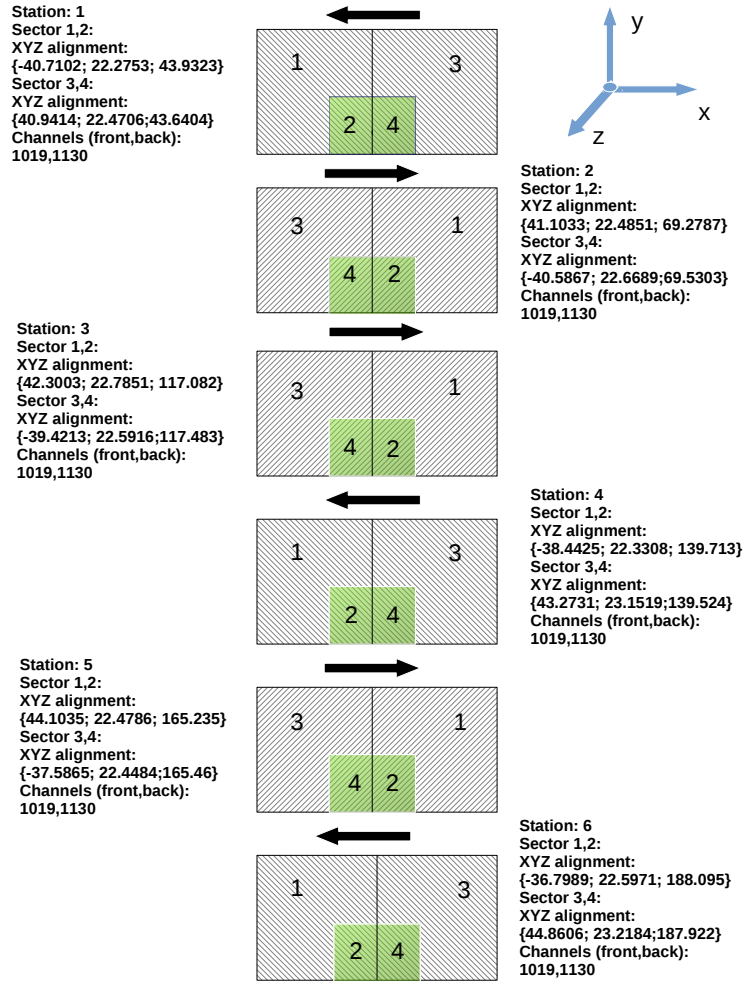 Station: 1
Sector 1,2:
XYZ alignment:
{-40.7102; 22.2753; 43.9323}
Sector 3,4:
XYZ alignment:
{40.9414; 22.4706;43.6404}
Channels (front,back):
1019,1130
1
3
2
4
y
x
z
Station: 2
Sector 1,2:
XYZ alignment:
{41.1033; 22.4851; 69.2787}
Sector 3,4:
XYZ alignment:
{-40.5867; 22.6689;69.5303}
Channels (front,back):
1019,1130
3
1
4
2
Station: 3
Sector 1,2:
XYZ alignment:
{42.3003; 22.7851; 117.082}
Sector 3,4:
XYZ alignment:
{-39.4213; 22.5916;117.483}
Channels (front,back):
1019,1130
3
1
4
2
Station: 4
Sector 1,2:
XYZ alignment:
{-38.4425; 22.3308; 139.713}
Sector 3,4:
XYZ alignment:
{43.2731; 23.1519;139.524}
Channels (front,back):
1019,1130
1
3
2
4
Station: 5
Sector 1,2:
XYZ alignment:
{44.1035; 22.4786; 165.235}
Sector 3,4:
XYZ alignment:
{-37.5865; 22.4484;165.46}
Channels (front,back):
1019,1130
3
1
4
2
Station: 6
Sector 1,2:
XYZ alignment:
{-36.7989; 22.5971; 188.095}
Sector 3,4:
XYZ alignment:
{44.8606; 23.2184;187.922}
Channels (front,back):
1019,1130
1
3
2
4